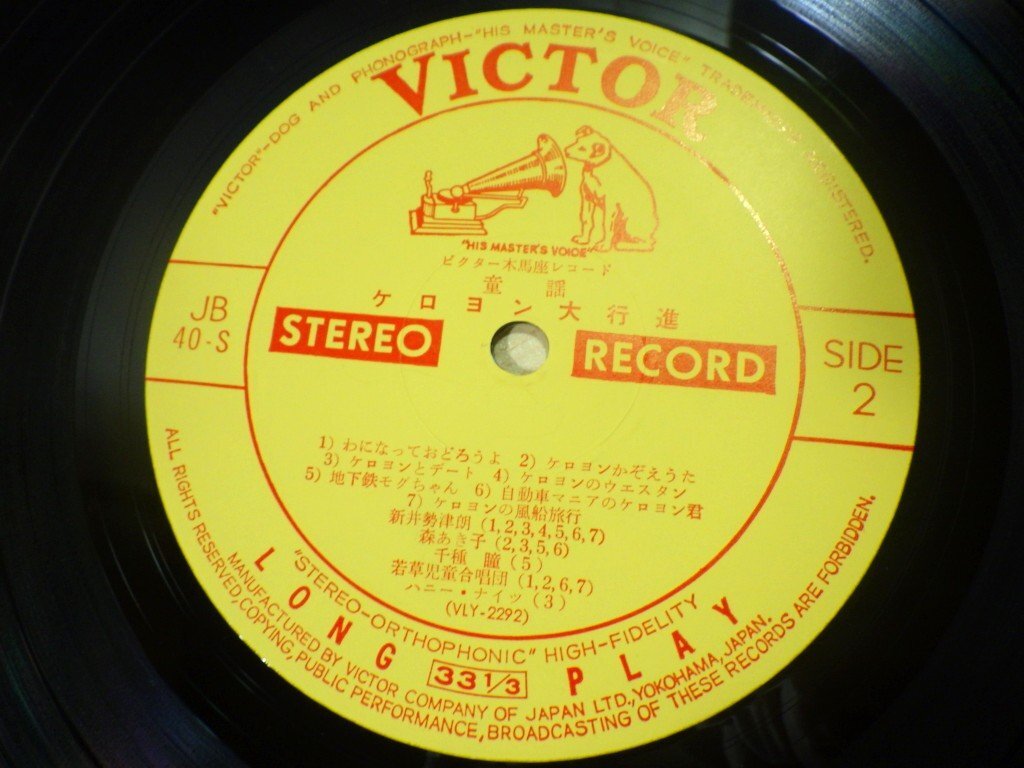 "VICTOR"-DOG AND PHONOGRAPH-"HIS MASTER'S VOICE" TRADEMARKS REGISTERED.
VICTOR
"HIS MASTER'S VOICE"
ビクター木馬座レコード
童謡
ケロヨン大行進
JB
40-S
STEREO
RECORD
SIDE
2
1) わになっておどろうよ 2) ケロヨンかぞえうた
3) ケロヨンとデート 4) ケロヨンのウエスタン
5) 地下鉄モグちゃん 6) 自動車マニアのケロヨン君
7) ケロヨンの風船旅行
新井勢津朗 (1,2,3,4,5,6,7)
森あき子 (2,3,5,6)
千種 瞳 (5)
若草児童合唱団 (1,2,6,7)
ハニー・ナイツ (3)
(VLY-2292)
"STEREO-ORTHOPHONIC" HIGH-FIDELITY
LONG PLAY
33 1/3
MANUFACTURED BY VICTOR COMPANY OF JAPAN LTD., YOKOHAMA, JAPAN.
ALL RIGHTS RESERVED, COPYING, PUBLIC PERFORMANCE, BROADCASTING OF THESE RECORDS ARE FORBIDDEN.